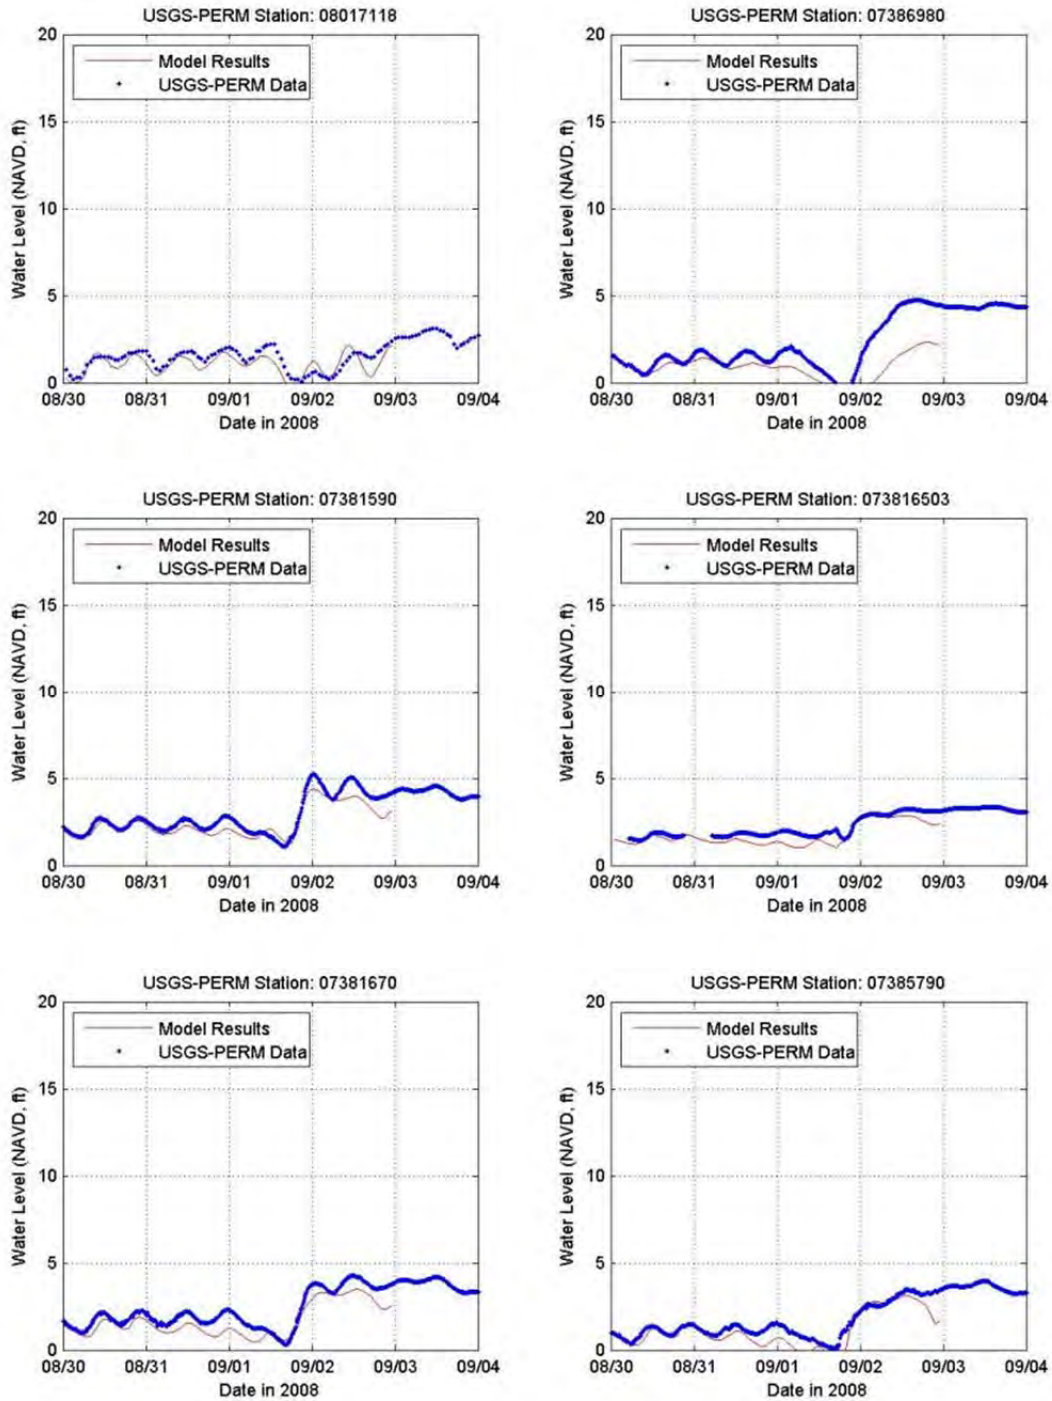 USGS-PERM Station: 08017118
Model Results
USGS-PERM Data
Water Level (NAVD, ft)
20
15
10
5
0
08/30 08/31 09/01 09/02 09/03 09/04
Date in 2008
USGS-PERM Station: 07386980
Model Results
USGS-PERM Data
Water Level (NAVD, ft)
20
15
10
5
0
08/30 08/31 09/01 09/02 09/03 09/04
Date in 2008
USGS-PERM Station: 07381590
Model Results
USGS-PERM Data
Water Level (NAVD, ft)
20
15
10
5
0
08/30 08/31 09/01 09/02 09/03 09/04
Date in 2008
USGS-PERM Station: 073816503
Model Results
USGS-PERM Data
Water Level (NAVD, ft)
20
15
10
5
0
08/30 08/31 09/01 09/02 09/03 09/04
Date in 2008
USGS-PERM Station: 07381670
Model Results
USGS-PERM Data
Water Level (NAVD, ft)
20
15
10
5
0
08/30 08/31 09/01 09/02 09/03 09/04
Date in 2008
USGS-PERM Station: 07385790
Model Results
USGS-PERM Data
Water Level (NAVD, ft)
20
15
10
5
0
08/30 08/31 09/01 09/02 09/03 09/04
Date in 2008